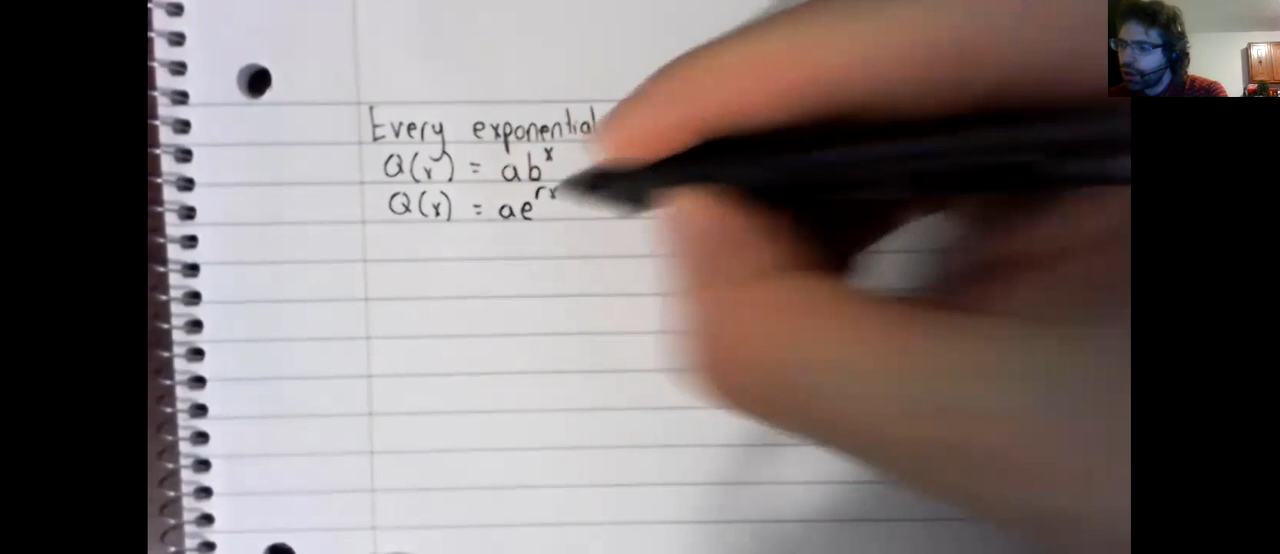 Every exponential
Q(x) = ab^x
Q(x) = ae^rx